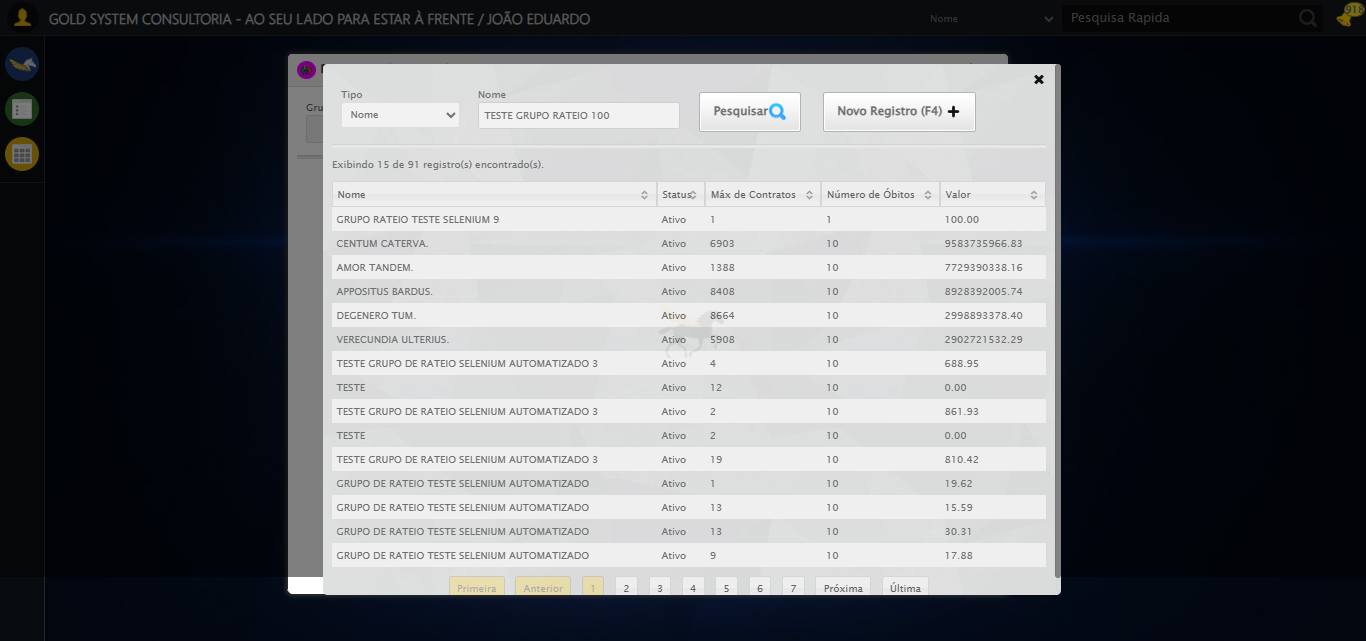 GOLD SYSTEM CONSULTORIA - AO SEU LADO PARA ESTAR À FRENTE / JOÃO EDUARDO
Nome
Pesquisa Rapida
918
Gru
Tipo
Nome
Nome
TESTE GRUPO RATEIO 100
Pesquisar
Novo Registro (F4)
Exibindo 15 de 91 registro(s) encontrado(s).
Nome Status Máx de Contratos Número de Óbitos Valor
GRUPO RATEIO TESTE SELENIUM 9 Ativo 1 1 100.00
CENTUM CATERVA. Ativo 6903 10 9583735966.83
AMOR TANDEM. Ativo 1388 10 7729390338.16
APPOSITUS BARDUS. Ativo 8408 10 8928392005.74
DEGENERO TUM. Ativo 8664 10 2998893378.40
VERECUNDIA ULTERIUS. Ativo 5908 10 2902721532.29
TESTE GRUPO DE RATEIO SELENIUM AUTOMATIZADO 3 Ativo 4 10 688.95
TESTE Ativo 12 10 0.00
TESTE GRUPO DE RATEIO SELENIUM AUTOMATIZADO 3 Ativo 2 10 861.93
TESTE Ativo 2 10 0.00
TESTE GRUPO DE RATEIO SELENIUM AUTOMATIZADO 3 Ativo 19 10 810.42
GRUPO DE RATEIO TESTE SELENIUM AUTOMATIZADO Ativo 1 10 19.62
GRUPO DE RATEIO TESTE SELENIUM AUTOMATIZADO Ativo 13 10 15.59
GRUPO DE RATEIO TESTE SELENIUM AUTOMATIZADO Ativo 13 10 30.31
GRUPO DE RATEIO TESTE SELENIUM AUTOMATIZADO Ativo 9 10 17.88
Primeira Anterior 1 2 3 4 5 6 7 Próxima Última